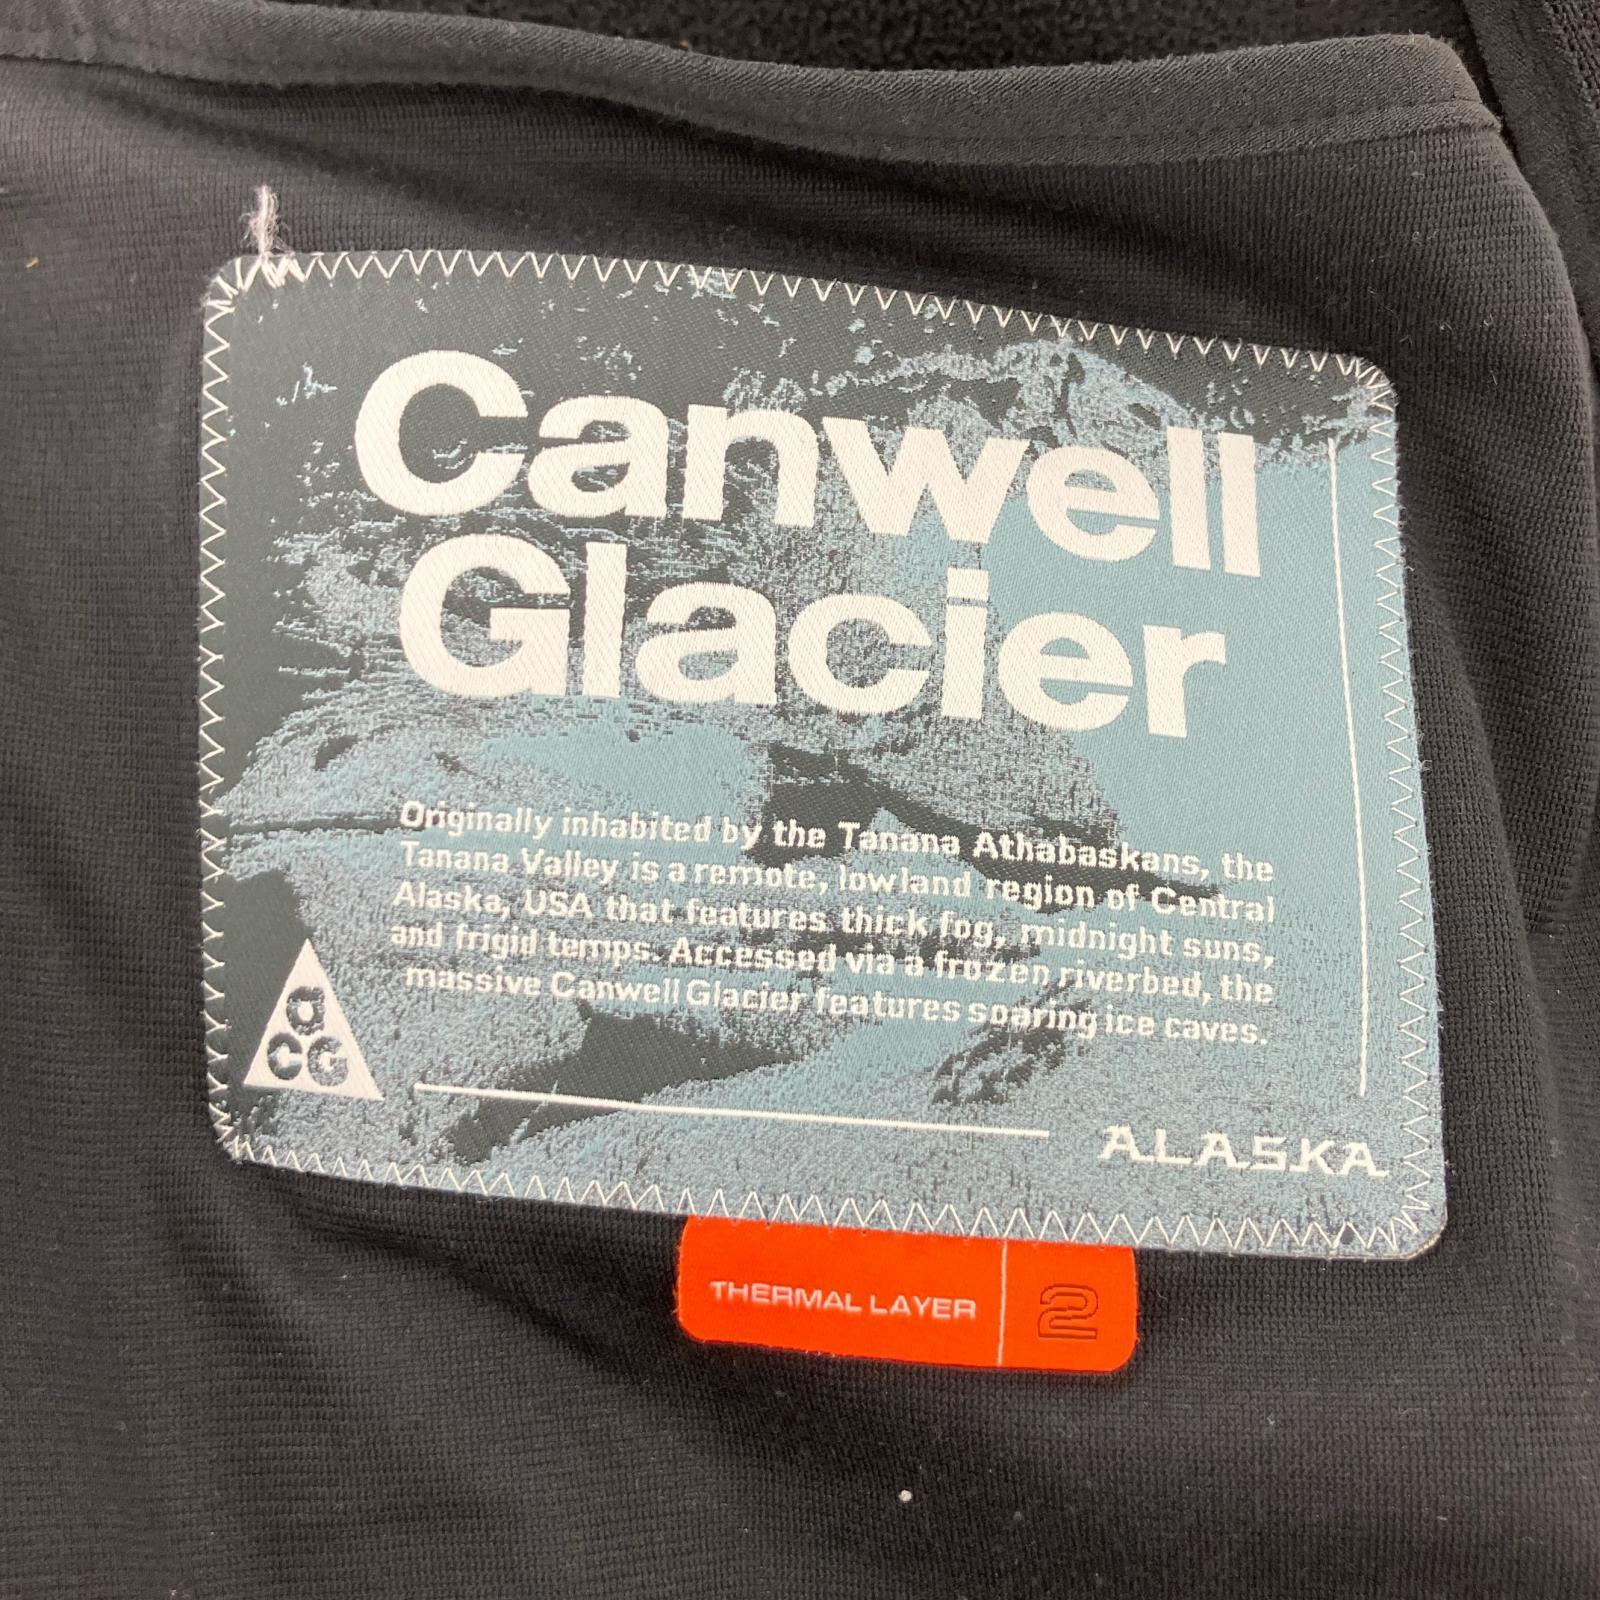 Canwell
Glacier
Originally inhabited by the Tanana Athabaskans, the
Tanana Valley is a remote, lowland region of Central
Alaska, USA that features thick fog, midnight suns,
and frigid temps. Accessed via a frozen riverbed, the
massive Canwell Glacier features soaring ice caves.
aCG
ALASKA
THERMAL LAYER 2